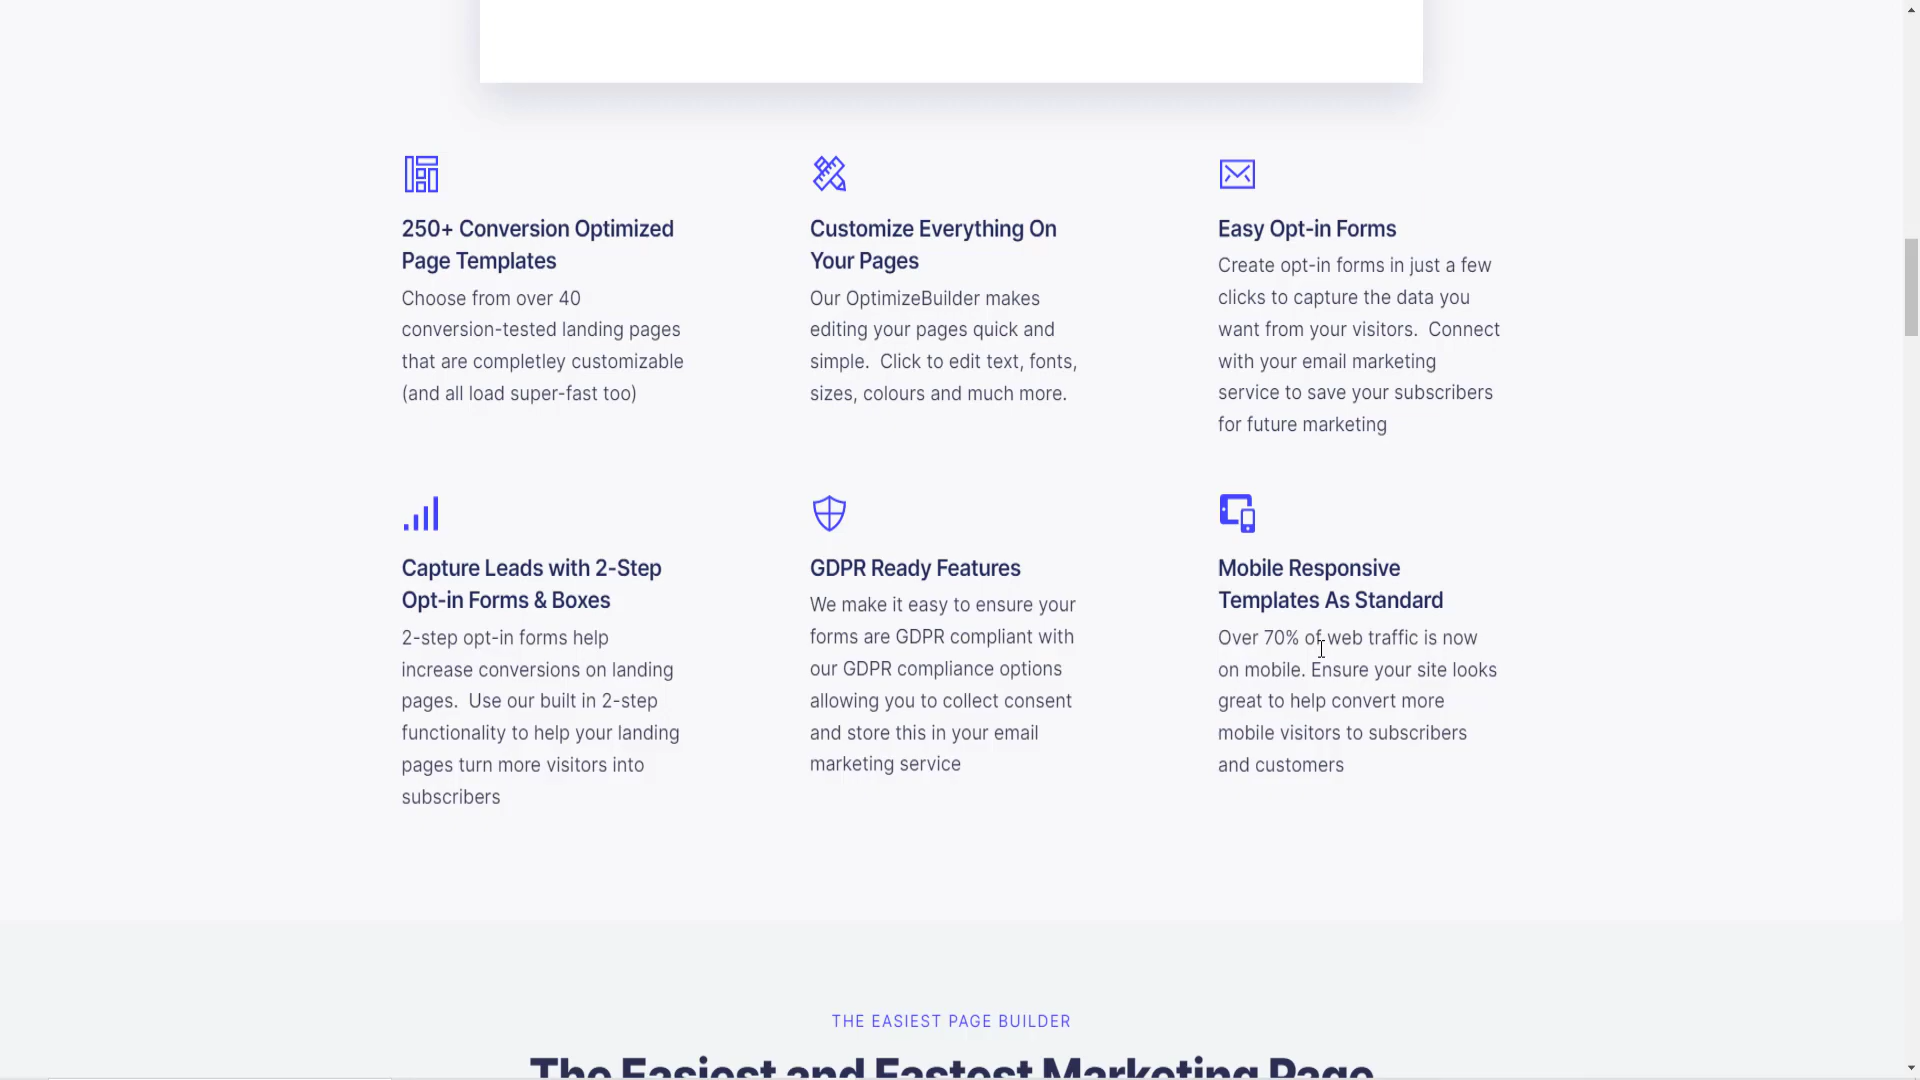 250+ Conversion Optimized
Page Templates
Choose from over 40
conversion-tested landing pages
that are completley customizable
(and all load super-fast too)
Customize Everything On
Your Pages
Our OptimizeBuilder makes
editing your pages quick and
simple.  Click to edit text, fonts,
sizes, colours and much more.
Easy Opt-in Forms
Create opt-in forms in just a few
clicks to capture the data you
want from your visitors.  Connect
with your email marketing
service to save your subscribers
for future marketing
Capture Leads with 2-Step
Opt-in Forms & Boxes
2-step opt-in forms help
increase conversions on landing
pages.  Use our built in 2-step
functionality to help your landing
pages turn more visitors into
subscribers
GDPR Ready Features
We make it easy to ensure your
forms are GDPR compliant with
our GDPR compliance options
allowing you to collect consent
and store this in your email
marketing service
Mobile Responsive
Templates As Standard
Over 70% of web traffic is now
on mobile. Ensure your site looks
great to help convert more
mobile visitors to subscribers
and customers
THE EASIEST PAGE BUILDER
The Easiest and Fastest Marketing Page